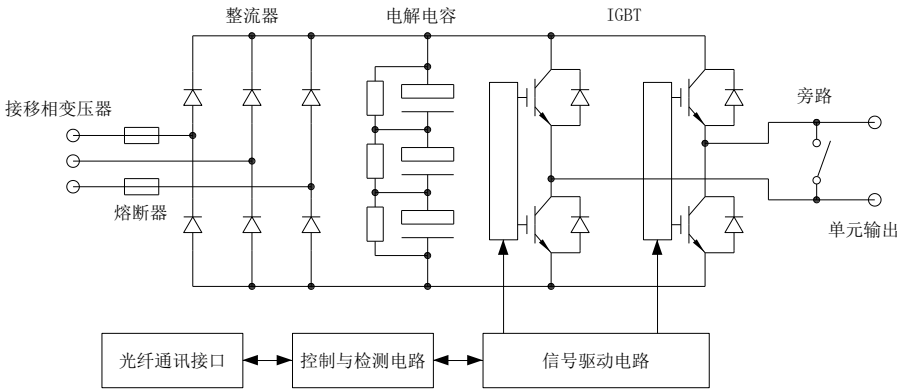 整流器
电解电容
IGBT
接移相变压器
旁路
熔断器
单元输出
光纤通讯接口
控制与检测电路
信号驱动电路